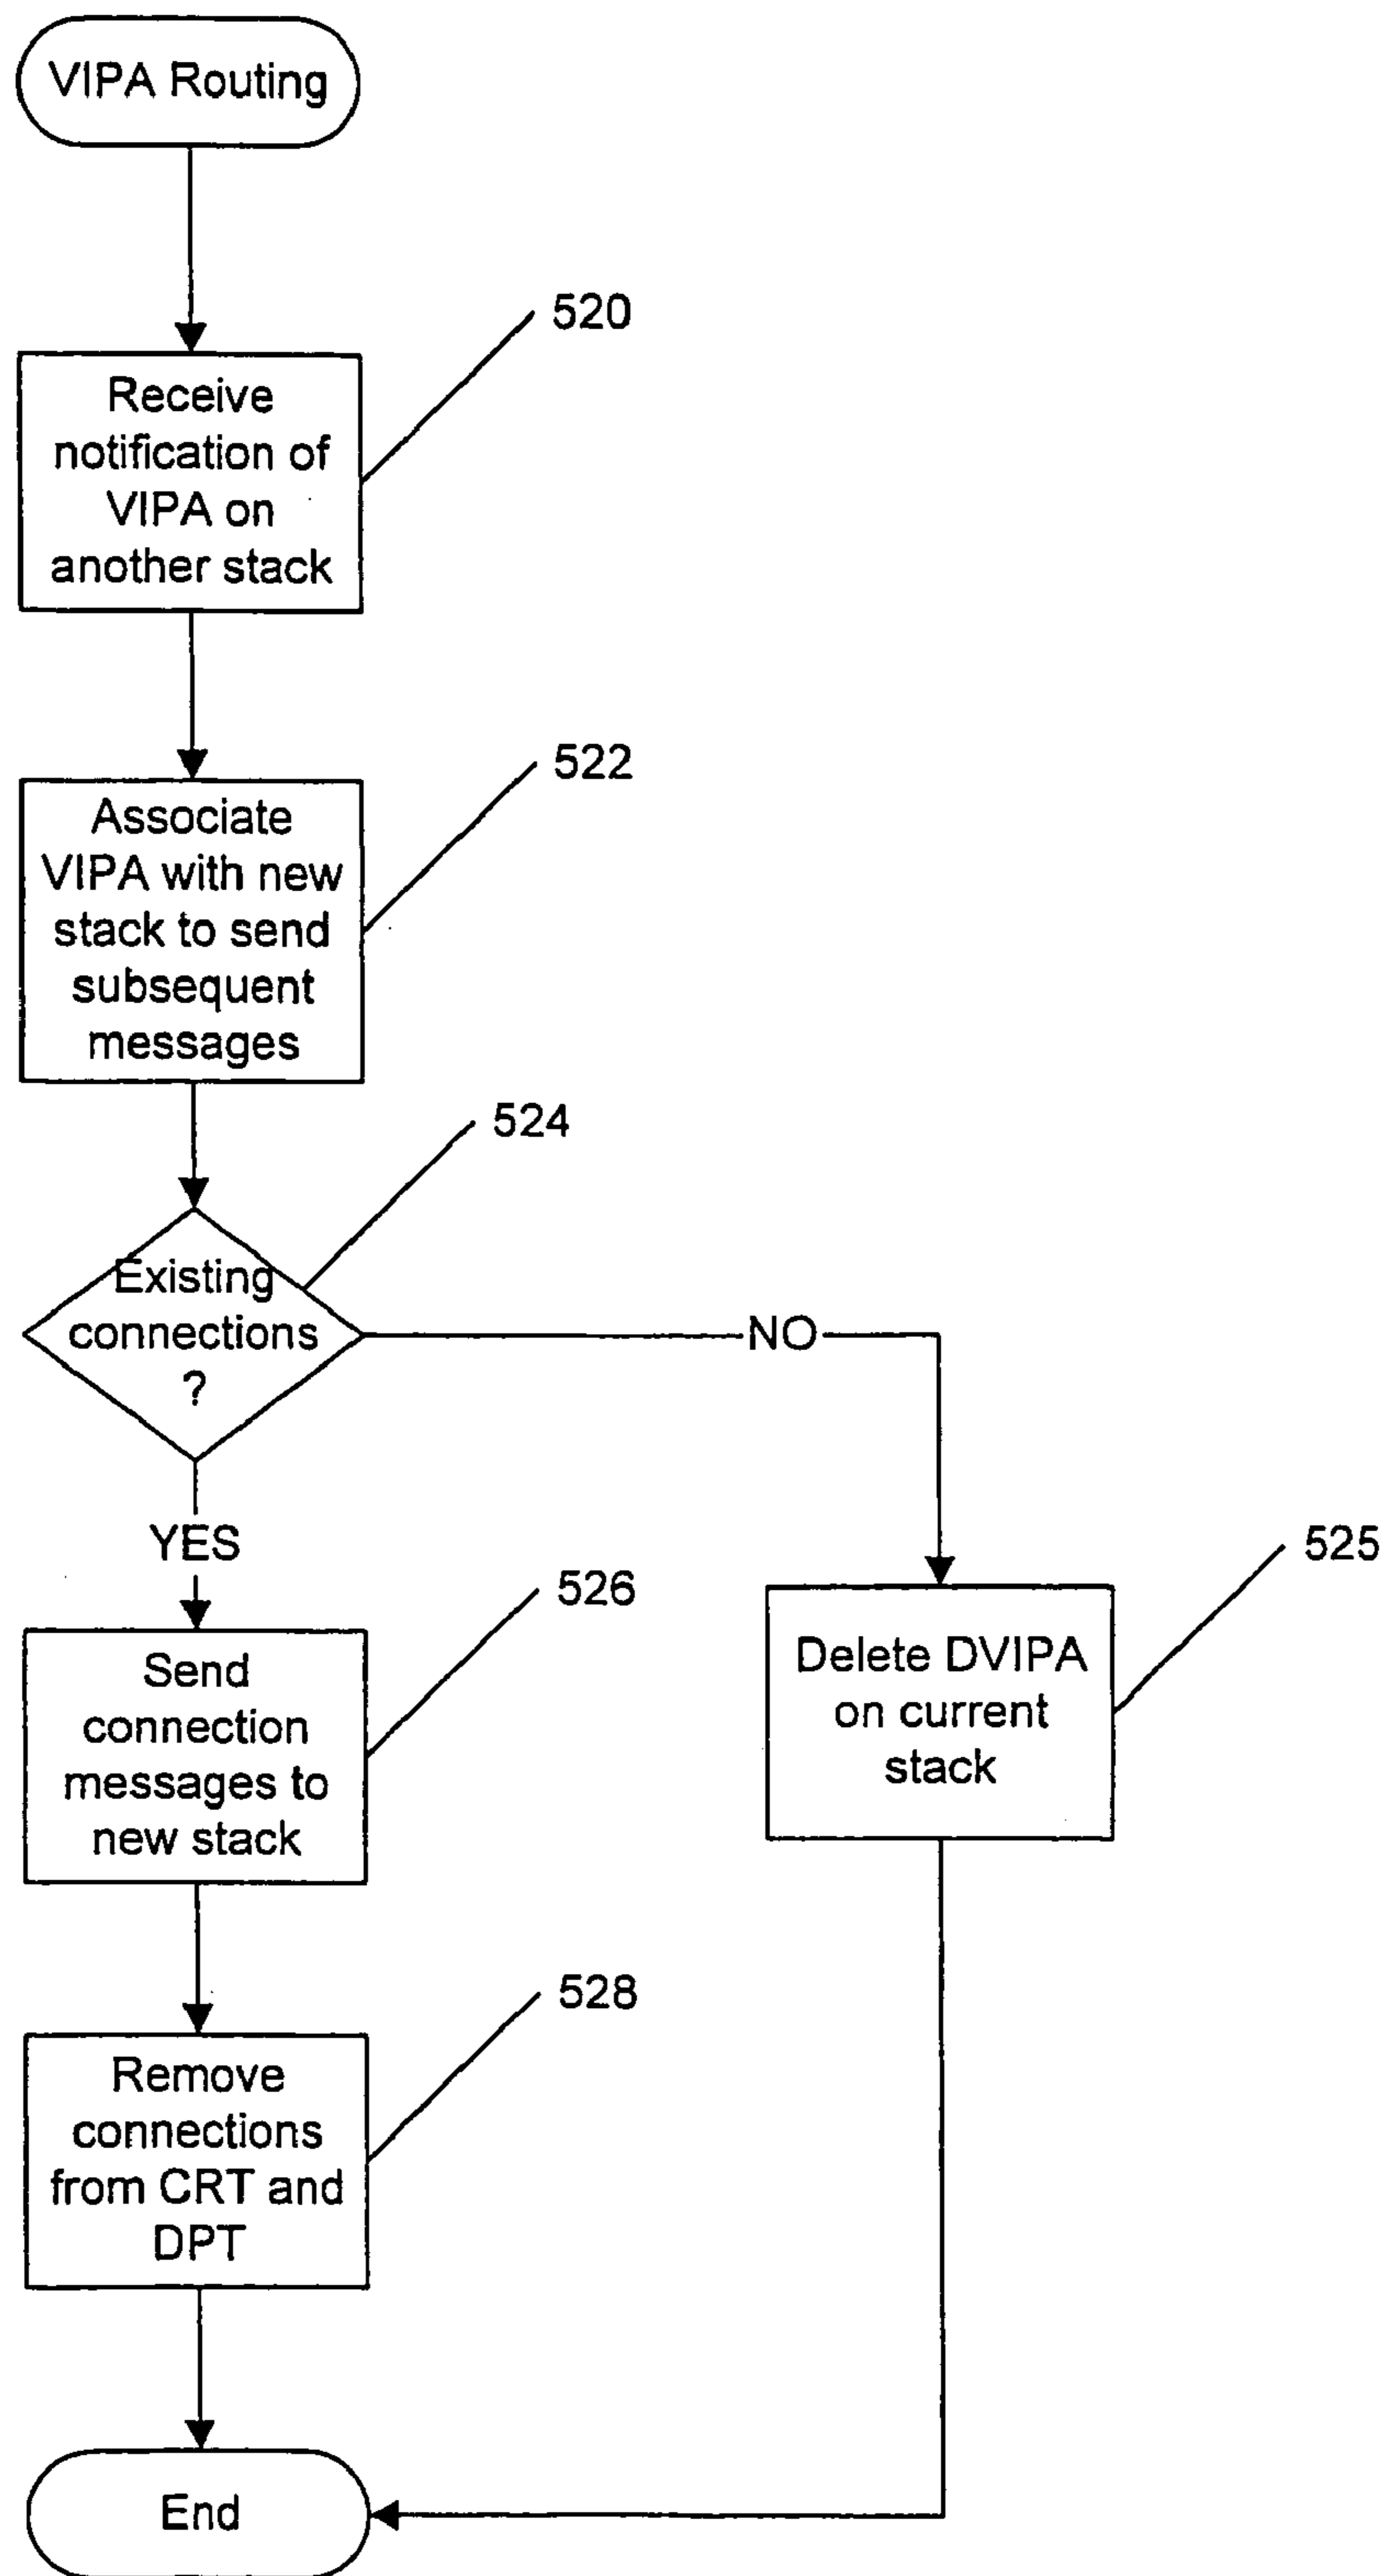 VIPA Routing
520
Receive
notification of
VIPA on
another stack
522
Associate
VIPA with new
stack to send
subsequent
messages
524
Existing
connections
?
NO
YES
525
526
Send
connection
messages to
new stack
Delete DVIPA
on current
stack
528
Remove
connections
from CRT and
DPT
End